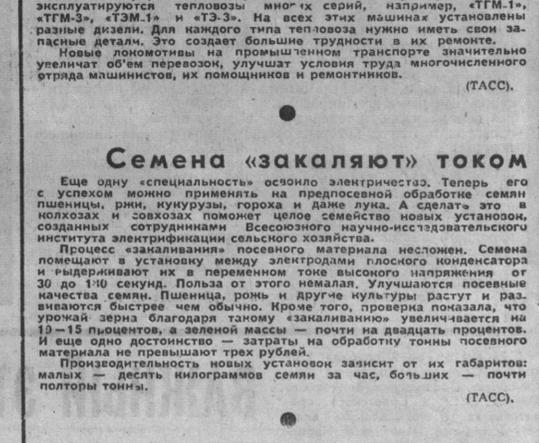 эксплуатируются тепловозы многих серий, например, «ТГМ-1»,
«ТГМ-3», «ТЭМ.1» и «ТЭ-3». На всех этих машинах установлены
разные дизели. Для каждого типа тепловоза нужно иметь свои за-
пасные детали. Это создает большие трудности в их ремонте.
Новые локомотивы на промышленном транспорте значительно
увеличат об'ем перевозок, улучшат условия труда многочисленного
отряда машинистов, их помощников и ремонтников.
(ТАСС).
Семена «закаляют» током
Еще одну «специальность» освоило электричество. Теперь его
с успехом можно применять на предпосевной обработке семян
пшеницы, ржи, кукурузы, гороха и даже лука. А сделать это в
колхозах и совхозах поможет целое семейство новых установок,
созданных сотрудниками Всесоюзного научно-исследовательского
института электрификации сельского хозяйства.
Процесс «закаливания» посевного материала несложен. Семена
помещают в установку между электродами плоского конденсатора
и выдерживают их в переменном токе высокого напряжения от
30 до секунд. Польза от этого немалая. Улучшаются посевные
качества семян. Пшеница, рожь и другие культуры растут и раз-
виваются быстрее чем обычно. Кроме того, проверка показала, что
урожай зерна благодаря такому «закаливанию» увеличивается на
10—15 процентов, а зеленой массы — почти на двадцать процентов.
И еще одно достоинство — затраты на обработку тонны посевного
материала не превышают трех рублей.
Производительность новых установок зависит от их габаритов:
малых — десять килограммов семян за час, больших — почти
полторы тонны.
(ТАСС).